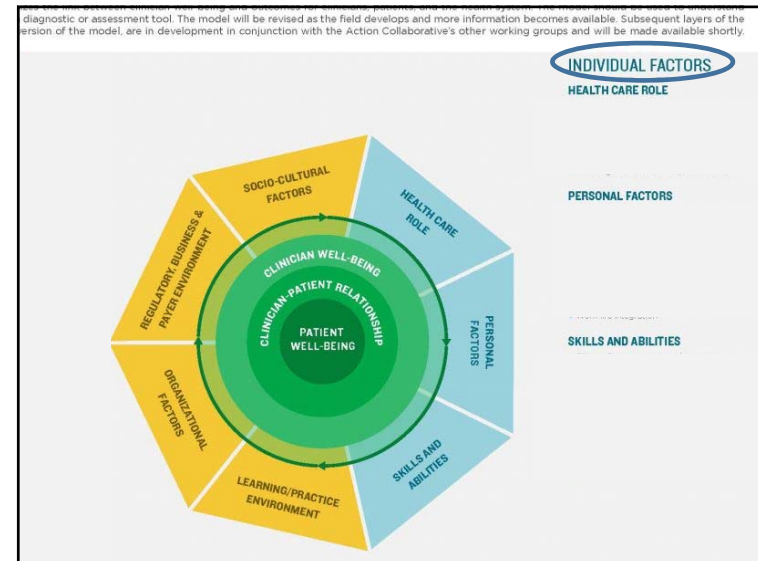 diagnostic or assessment tool. The model will be revised as the field develops and more information becomes available. Subsequent layers of the
version of the model, are in development in conjunction with the Action Collaborative's other working groups and will be made available shortly.
INDIVIDUAL FACTORS
HEALTH CARE ROLE
PERSONAL FACTORS
SKILLS AND ABILITIES
SOCIO-CULTURAL
FACTORS
HEALTH CARE
ROLE
REGULATORY, BUSINESS &
PAYER ENVIRONMENT
CLINICIAN WELL-BEING
CLINICIAN-PATIENT RELATIONSHIP
PATIENT
WELL-BEING
PERSONAL
FACTORS
ORGANIZATIONAL
FACTORS
SKILLS AND
ABILITIES
LEARNING/PRACTICE
ENVIRONMENT